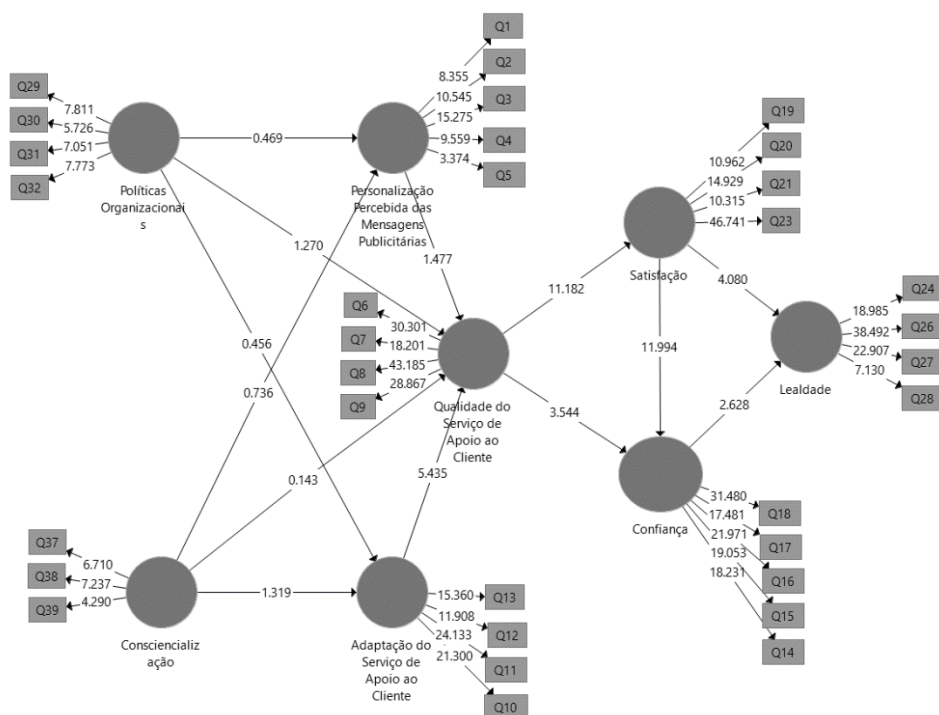 Q1
Q2
Q3
Q4
Q5
8.355
10.545
15.275
9.559
3.374
Q29
Q30
Q31
Q32
7.811
5.726
7.051
7.773
0.469
Políticas
Organizacionai
s
Personalização
Percebida das
Mensagens
Publicitárias
Q19
Q20
Q21
Q23
10.962
14.929
10.315
46.741
Satisfação
1.270
1.477
11.182
4.080
Q6
Q7
Q8
Q9
30.301
18.201
43.185
28.867
0.456
0.736
11.994
Q24
Q26
Q27
Q28
18.985
38.492
22.907
7.130
Lealdade
Qualidade do
Serviço de
Apoio ao
Cliente
3.544
2.628
0.143
5.435
Confiança
31.480
17.481
21.971
19.053
18.231
Q18
Q17
Q16
Q15
Q14
Q37
Q38
Q39
6.710
7.237
4.290
1.319
Consciencializ
ação
Adaptação do
Serviço de
Apoio ao
Cliente
15.360
11.908
24.133
21.300
Q13
Q12
Q11
Q10